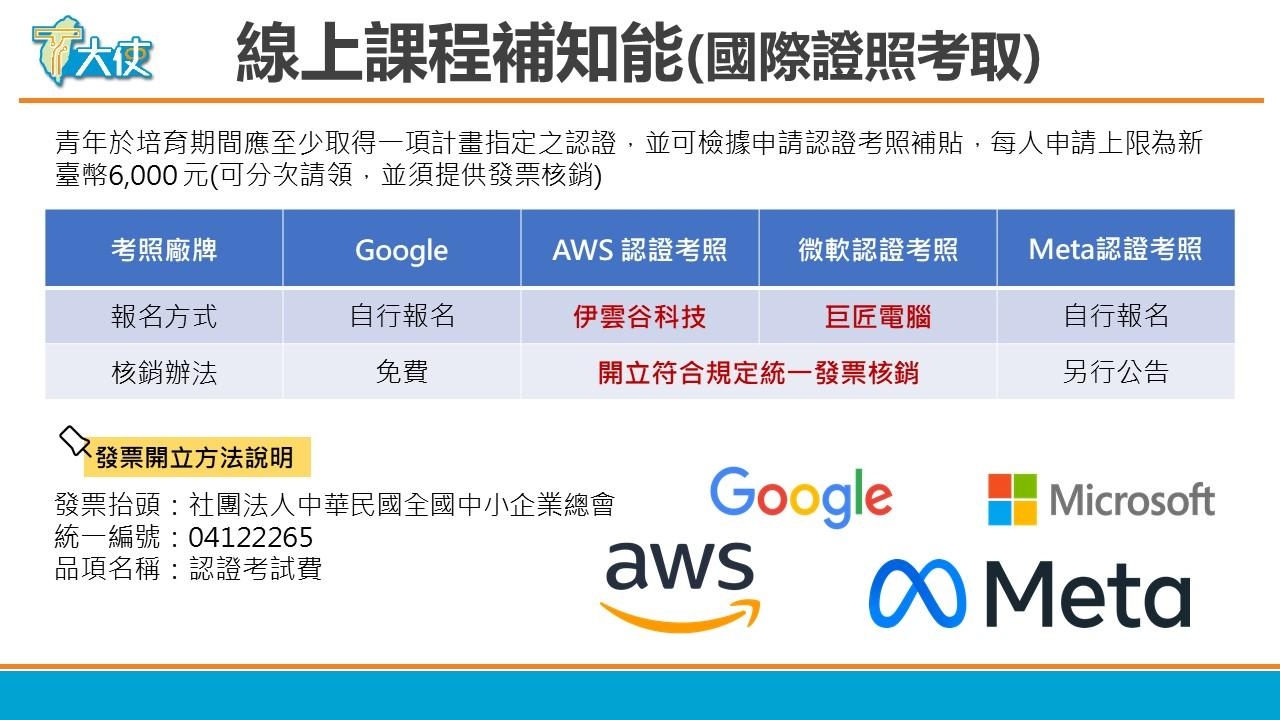 T大使
線上課程補知能(國際證照考取)
青年於培育期間應至少取得一項計畫指定之認證，並可檢據申請認證考照補貼，每人申請上限為新
臺幣6,000 元(可分次請領，並須提供發票核銷)
考照廠牌 Google AWS 認證考照 微軟認證考照 Meta認證考照
報名方式 自行報名 伊雲谷科技 巨匠電腦 自行報名
核銷辦法 免費 開立符合規定統一發票核銷 另行公告
發票開立方法說明
發票抬頭：社團法人中華民國全國中小企業總會
統一編號：04122265
品項名稱：認證考試費
Google
Microsoft
aws
Meta